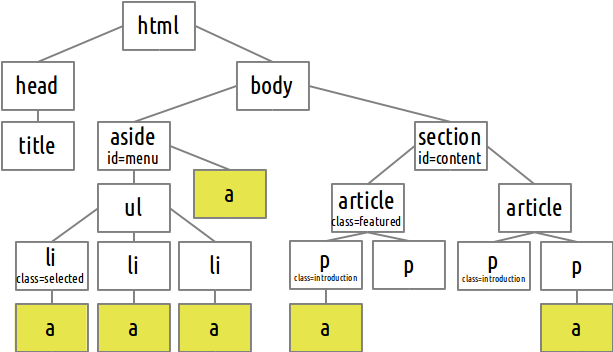 html
head
body
title
aside
id=menu
section
id=content
a
ul
article
class=featured
article
li
class=selected
li
li
p
class=introduction
p
p
class=introduction
p
a
a
a
a
a